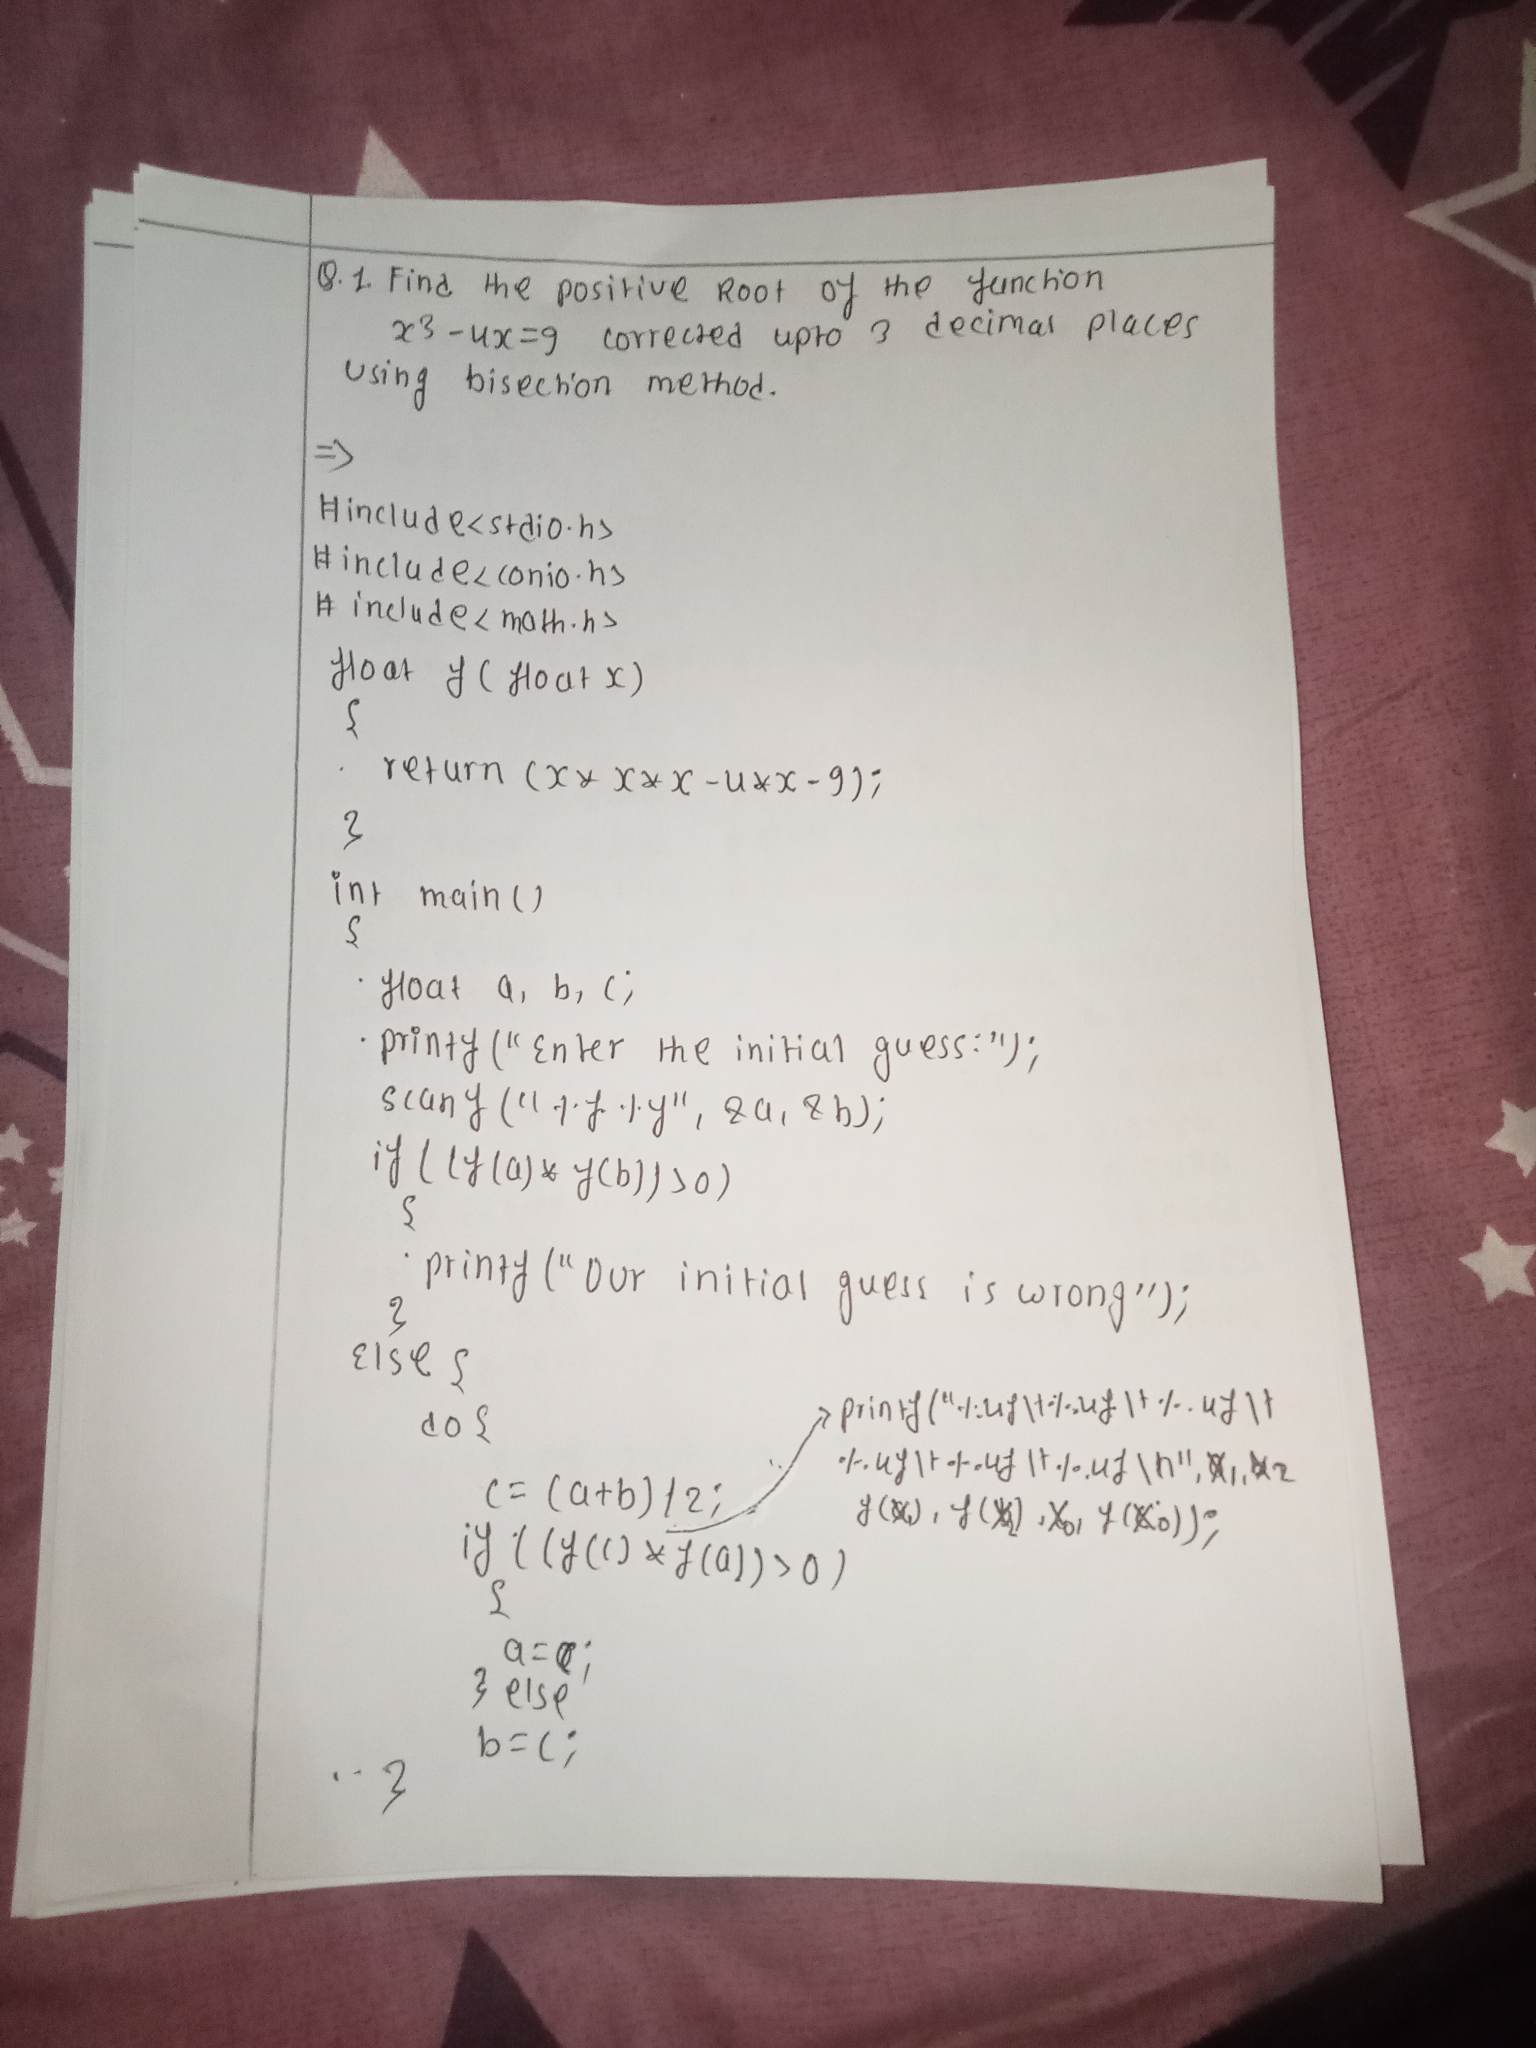 Q.1. Find the positive Root of the function
x3 - 4x = 9 corrected upto 3 decimal places
using bisection method.
=>
#include<stdio.h>
#include<conio.h>
# include<math.h>
float f(float x)
{
return (x*x*x-4*x-9);
}
int main()
{
float a, b, c;
printf("Enter the initial guess:");
scanf("%f%f", &a, &b);
if((f(a)*f(b))>0)
{
printf("Our initial guess is wrong");
}
Else {
do {
c=(a+b)/2;
printf("%.4f\t%.4f\t%.4f\t
%.4f\t%.4f\t%.4f\n", x1, x2
f(x1), f(x2), x0, f(x0));
if((f(c)*f(a))>0)
{
a=c;
} else
b=c;
}